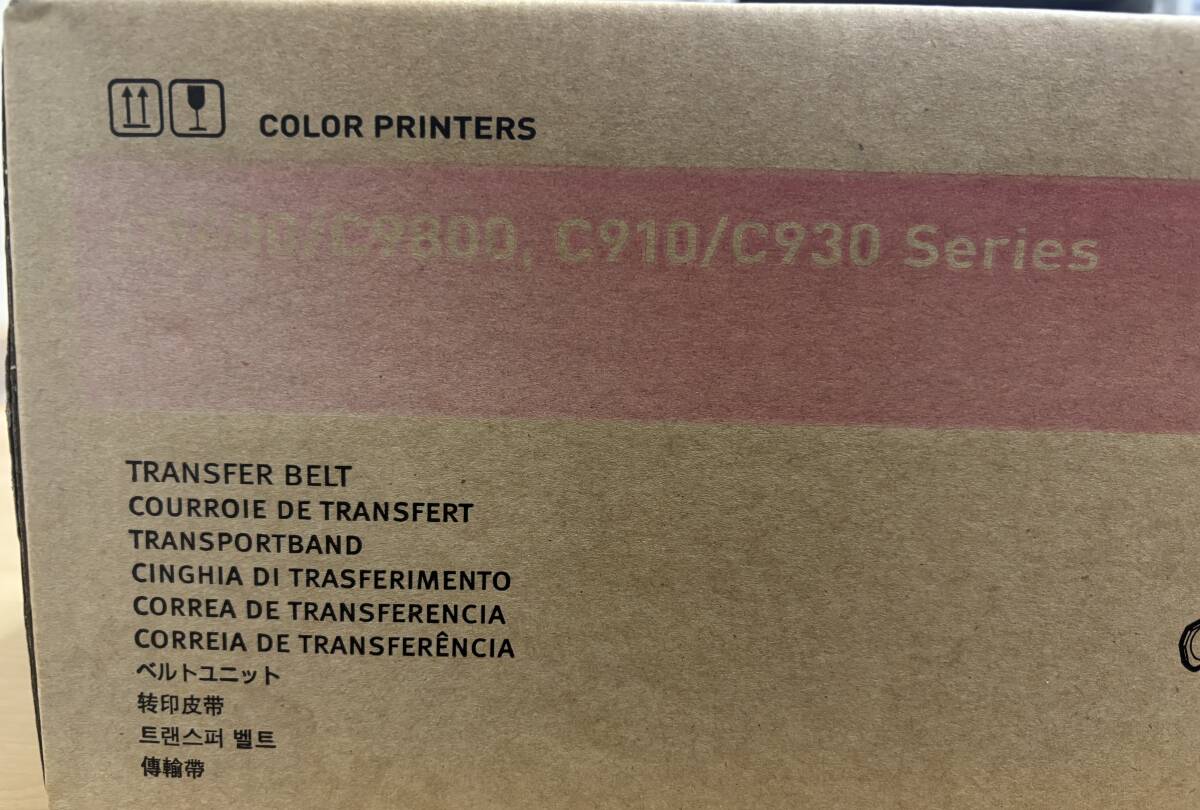 COLOR PRINTERS
C9800, C910/C930 Series
TRANSFER BELT
COURROIE DE TRANSFERT
TRANSPORTBAND
CINGHIA DI TRASFERIMENTO
CORREA DE TRANSFERENCIA
CORREIA DE TRANSFERÊNCIA
ベルトユニット
转印皮带
트랜스퍼 벨트
傳輸帶